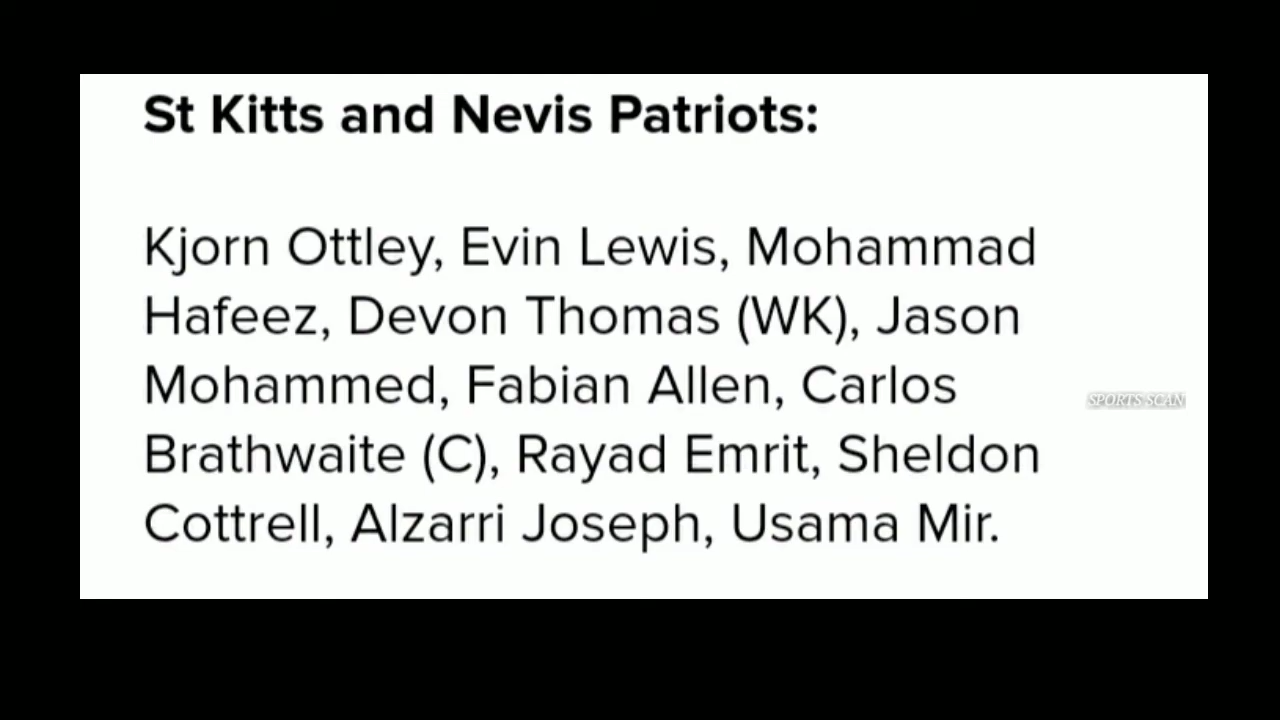 St Kitts and Nevis Patriots:
Kjorn Ottley, Evin Lewis, Mohammad
Hafeez, Devon Thomas (WK), Jason
Mohammed, Fabian Allen, Carlos
SPORTS SCAN
Brathwaite (C), Rayad Emrit, Sheldon
Cottrell, Alzarri Joseph, Usama Mir.